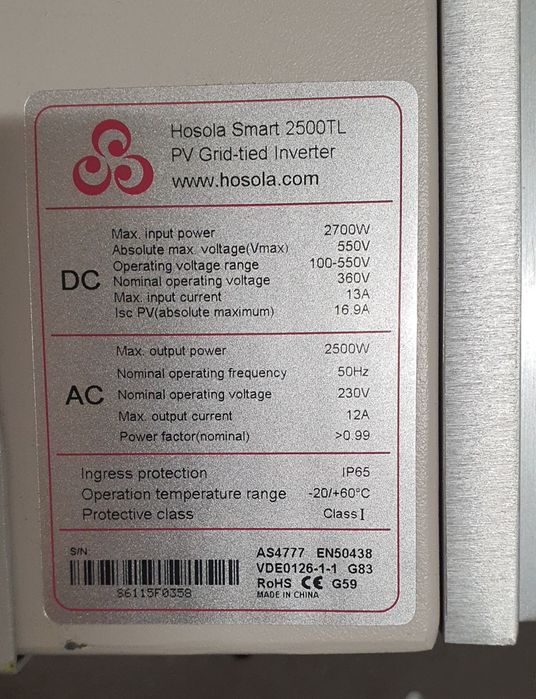 Hosola Smart 2500TL
PV Grid-tied Inverter
www.hosola.com
DC
Max. input power 2700W
Absolute max. voltage(Vmax) 550V
Operating voltage range 100-550V
Nominal operating voltage 360V
Max. input current 13A
Isc PV(absolute maximum) 16.9A
AC
Max. output power 2500W
Nominal operating frequency 50Hz
Nominal operating voltage 230V
Max. output current 12A
Power factor(nominal) >0.99
Ingress protection IP65
Operation temperature range -20/+60°C
Protective class Class I
S/N:
S6115F0358
AS4777 EN50438
VDE0126-1-1 G83
RoHS CE G59
MADE IN CHINA